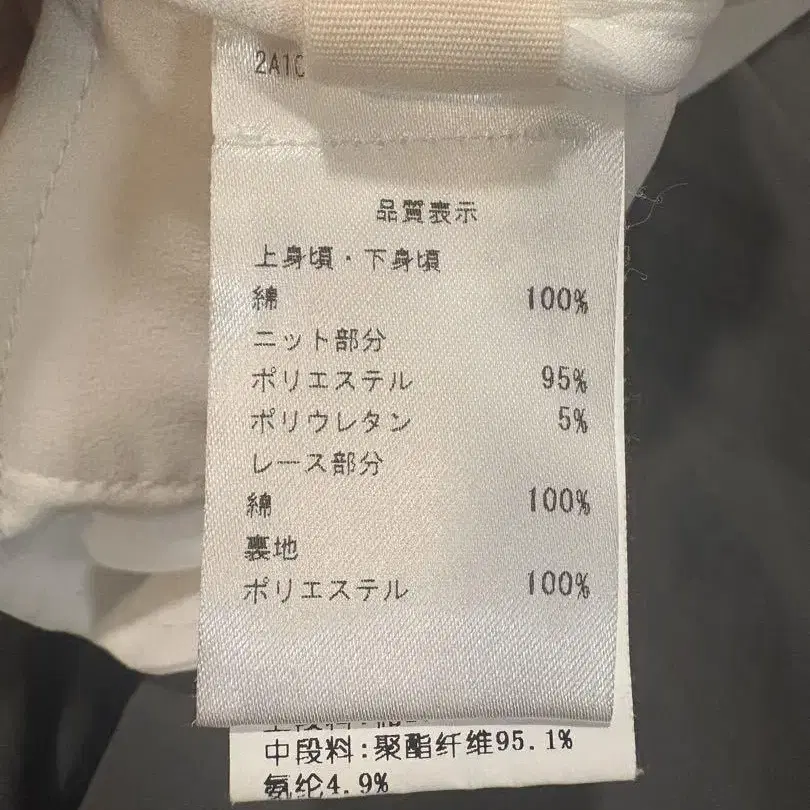 2A1C
品質表示
上身頃・下身頃
綿 100%
ニット部分
ポリエステル 95%
ポリウレタン 5%
レース部分
綿 100%
裏地
ポリエステル 100%
中段料:聚酯纤维95.1%
氨纶4.9%